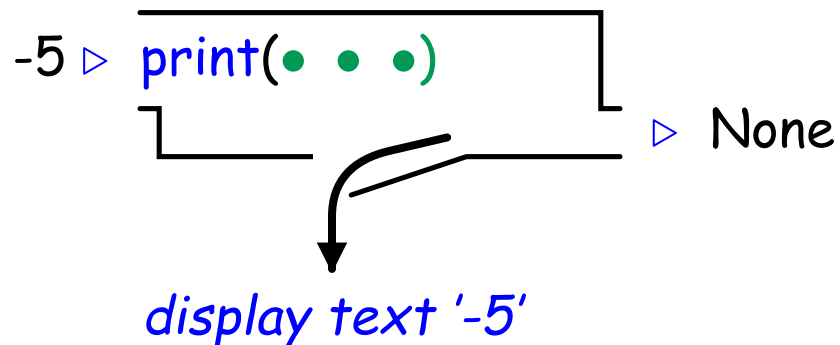 -5 ▷ print(• • •)
▷ None
display text '-5'